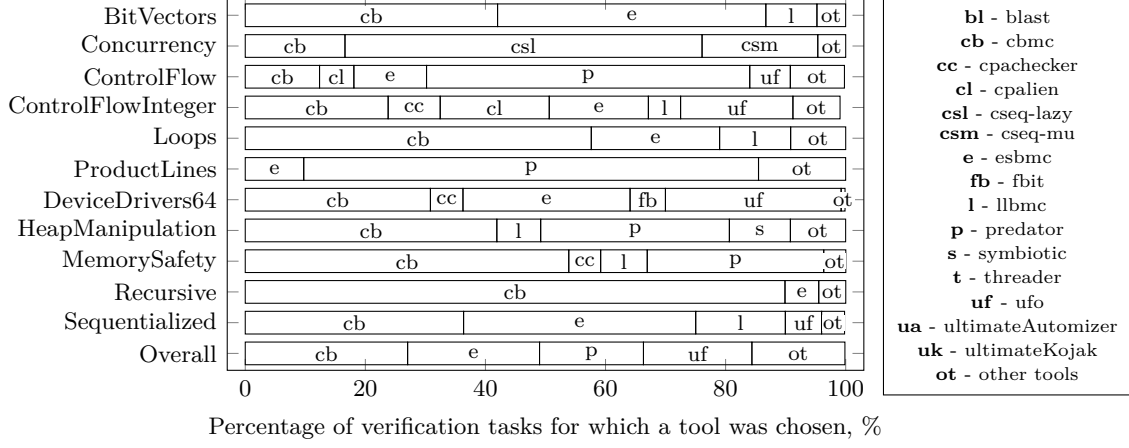 BitVectors cb e l ot
Concurrency cb csl csm ot
ControlFlow cb cl e p uf ot
ControlFlowInteger cb cc cl e l uf ot
Loops cb e l ot
ProductLines e p ot
DeviceDrivers64 cb cc e fb uf ot
HeapManipulation cb l p s ot
MemorySafety cb cc l p ot
Recursive cb e ot
Sequentialized cb e l uf ot
Overall cb e p uf ot
0 20 40 60 80 100
Percentage of verification tasks for which a tool was chosen, %
bl - blast
cb - cbmc
cc - cpachecker
cl - cpalien
csl - cseq-lazy
csm - cseq-mu
e - esbmc
fb - fbit
l - llbmc
p - predator
s - symbiotic
t - threader
uf - ufo
ua - ultimateAutomizer
uk - ultimateKojak
ot - other tools